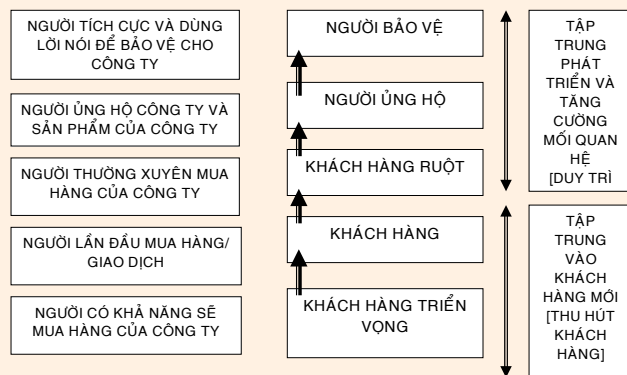 NGƯỜI TÍCH CỰC VÀ DÙNG
LỜI NÓI ĐỂ BẢO VỆ CHO
CÔNG TY
NGƯỜI ỦNG HỘ CÔNG TY VÀ
SẢN PHẨM CỦA CÔNG TY
NGƯỜI THƯỜNG XUYÊN MUA
HÀNG CỦA CÔNG TY
NGƯỜI LẦN ĐẦU MUA HÀNG/
GIAO DỊCH
NGƯỜI CÓ KHẢ NĂNG SẼ
MUA HÀNG CỦA CÔNG TY
NGƯỜI BẢO VỆ
NGƯỜI ỦNG HỘ
KHÁCH HÀNG RUỘT
KHÁCH HÀNG
KHÁCH HÀNG TRIỂN
VỌNG
TẬP
TRUNG
PHÁT
TRIỂN VÀ
TĂNG
CƯỜNG
MỐI QUAN
HỆ
[DUY TRÌ
TẬP
TRUNG
VÀO
KHÁCH
HÀNG MỚI
[THU HÚT
KHÁCH
HÀNG]